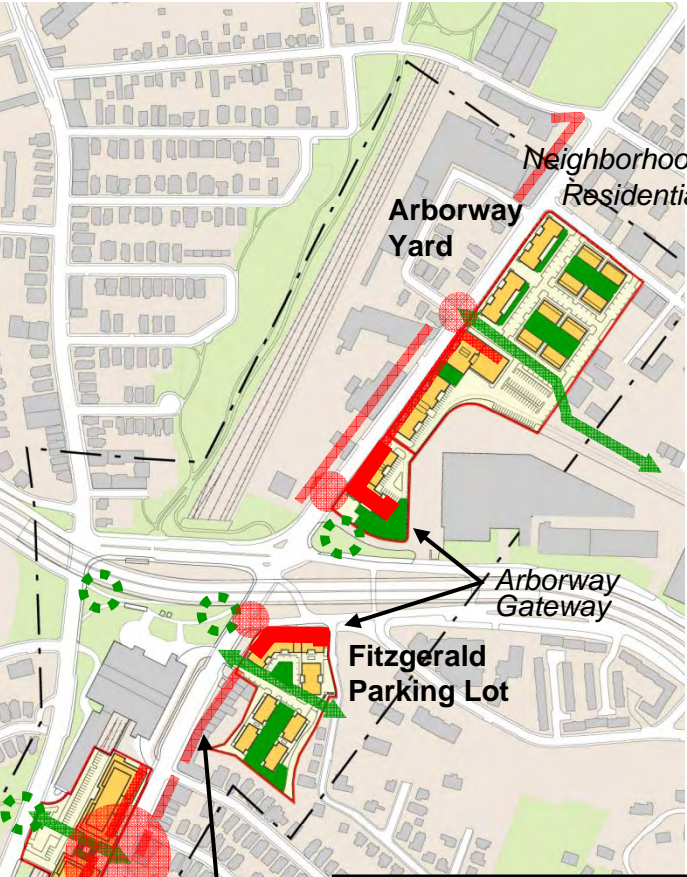 Neighborhoo
Residentia
Arborway
Yard
Arborway
Gateway
Fitzgerald
Parking Lot